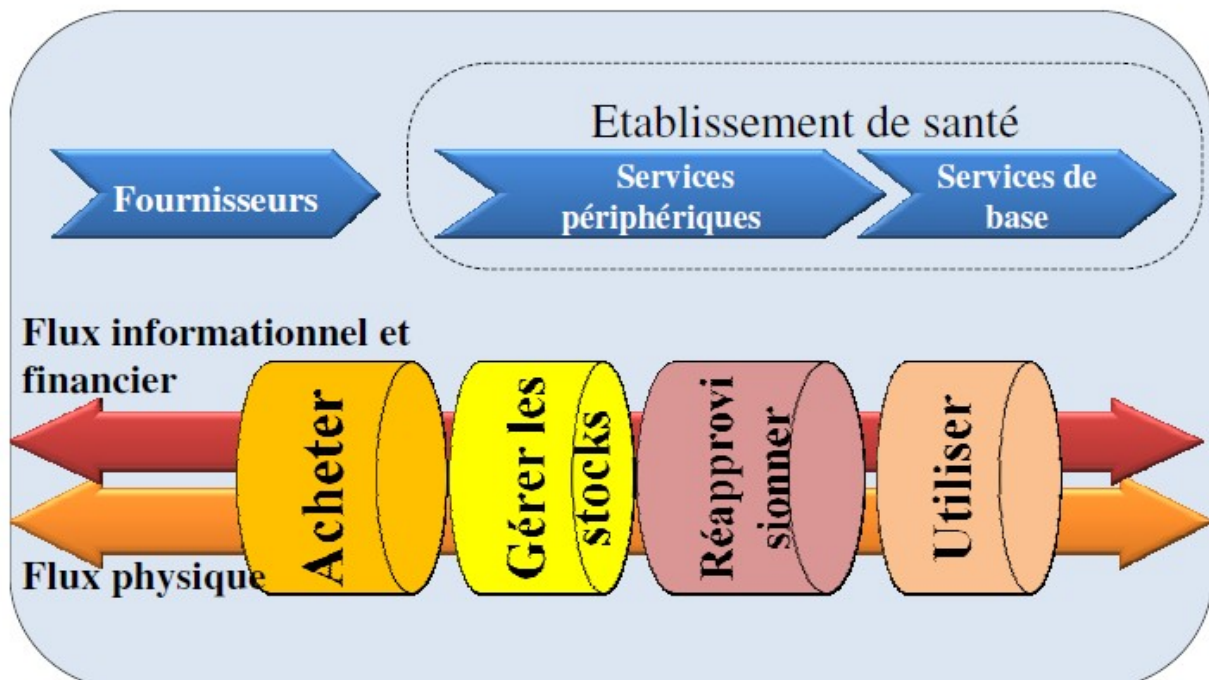 Etablissement de santé
Fournisseurs
Services
périphériques
Services de
base
Flux informationnel et
financier
Acheter
Gérer les
stocks
Réapprovi
sionner
Utiliser
Flux physique